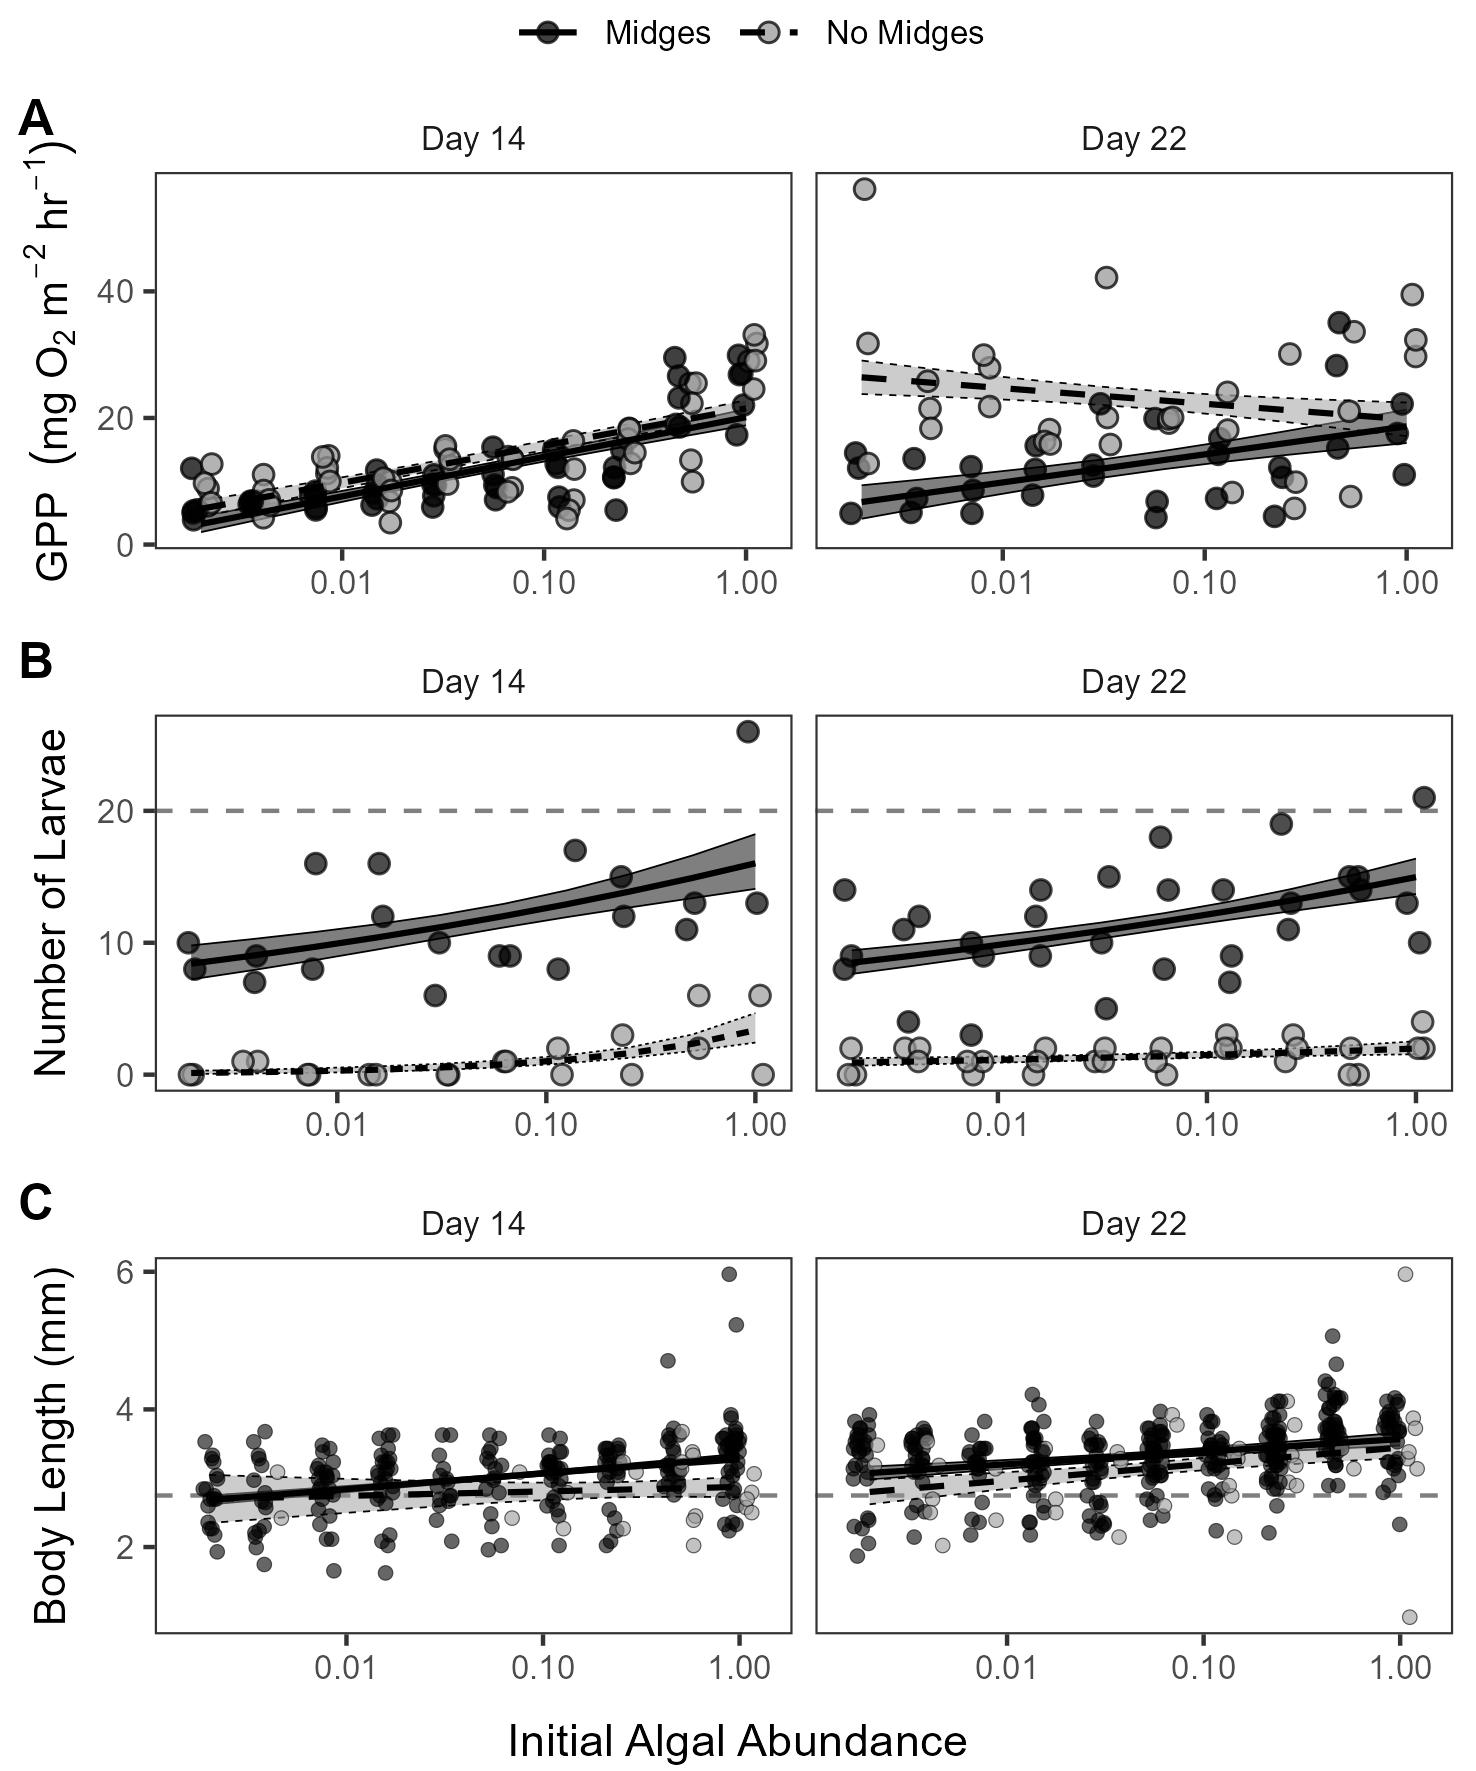 Midges No Midges
A
Day 14 Day 22
GPP (mg O₂ m⁻² hr⁻¹)
40
20
0
0.01 0.10 1.00 0.01 0.10 1.00
B
Day 14 Day 22
Number of Larvae
20
10
0
0.01 0.10 1.00 0.01 0.10 1.00
C
Day 14 Day 22
Body Length (mm)
6
4
2
0.01 0.10 1.00 0.01 0.10 1.00
Initial Algal Abundance